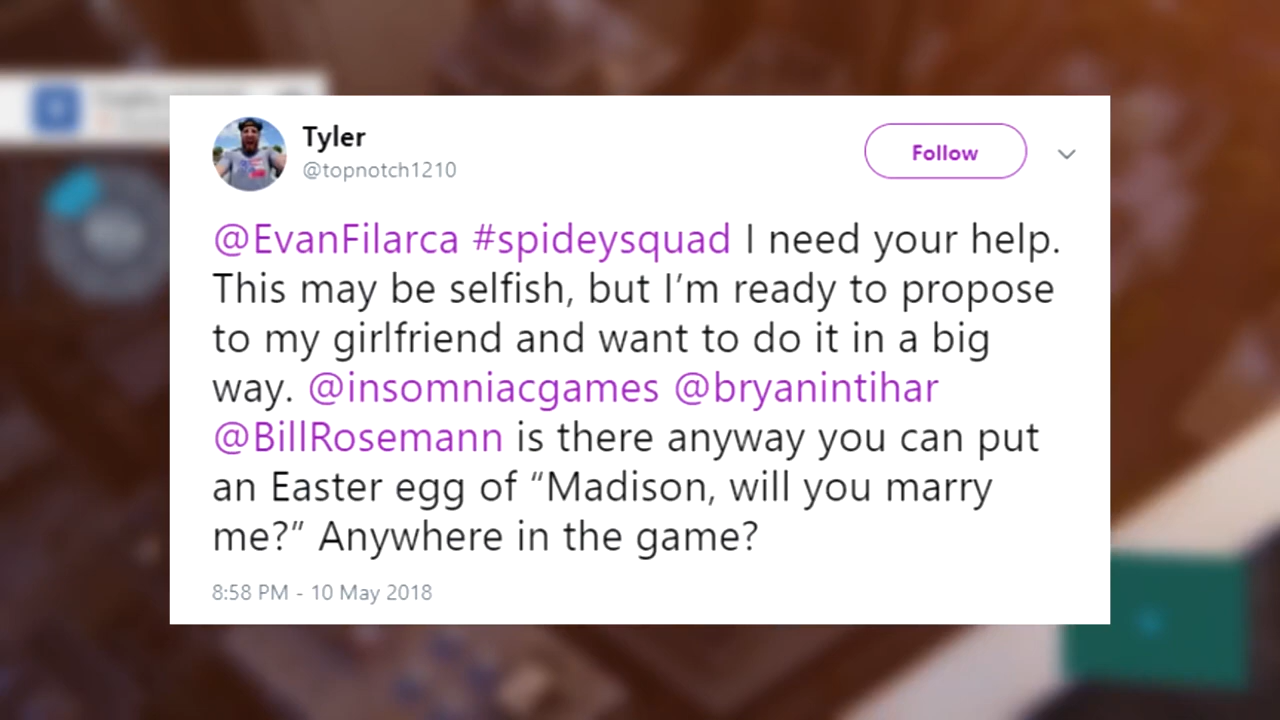 Tyler
@topnotch1210
Follow
@EvanFilarca #spideysquad I need your help.
This may be selfish, but I’m ready to propose
to my girlfriend and want to do it in a big
way. @insomniacgames @bryanintihar
@BillRosemann is there anyway you can put
an Easter egg of “Madison, will you marry
me?” Anywhere in the game?
8:58 PM - 10 May 2018